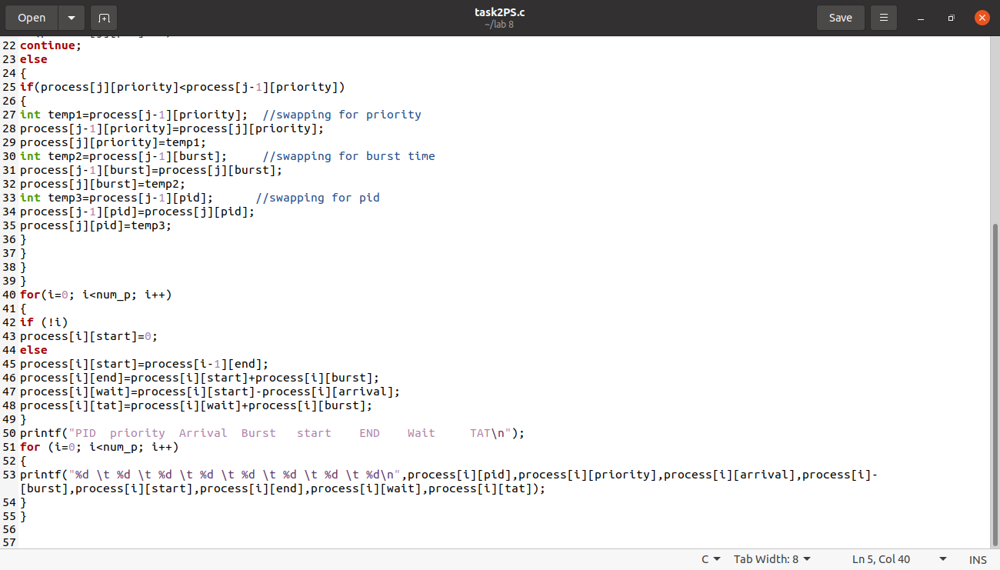 Open
task2PS.c
~/lab 8
Save
22 continue;
23 else
24 {
25 if(process[j][priority]<process[j-1][priority])
26 {
27 int temp1=process[j-1][priority];  //swapping for priority
28 process[j-1][priority]=process[j][priority];
29 process[j][priority]=temp1;
30 int temp2=process[j-1][burst];     //swapping for burst time
31 process[j-1][burst]=process[j][burst];
32 process[j][burst]=temp2;
33 int temp3=process[j-1][pid];      //swapping for pid
34 process[j-1][pid]=process[j][pid];
35 process[j][pid]=temp3;
36 }
37 }
38 }
39 }
40 for(i=0; i<num_p; i++)
41 {
42 if (!i)
43 process[i][start]=0;
44 else
45 process[i][start]=process[i-1][end];
46 process[i][end]=process[i][start]+process[i][burst];
47 process[i][wait]=process[i][start]-process[i][arrival];
48 process[i][tat]=process[i][wait]+process[i][burst];
49 }
50 printf("PID  priority  Arrival  Burst   start    END    Wait     TAT\n");
51 for (i=0; i<num_p; i++)
52 {
53 printf("%d \t %d \t %d \t %d \t %d \t %d \t %d \t %d\n",process[i][pid],process[i][priority],process[i][arrival],process[i]-
[burst],process[i][start],process[i][end],process[i][wait],process[i][tat]);
54 }
55 }
56
57
C Tab Width: 8 Ln 5, Col 40 INS